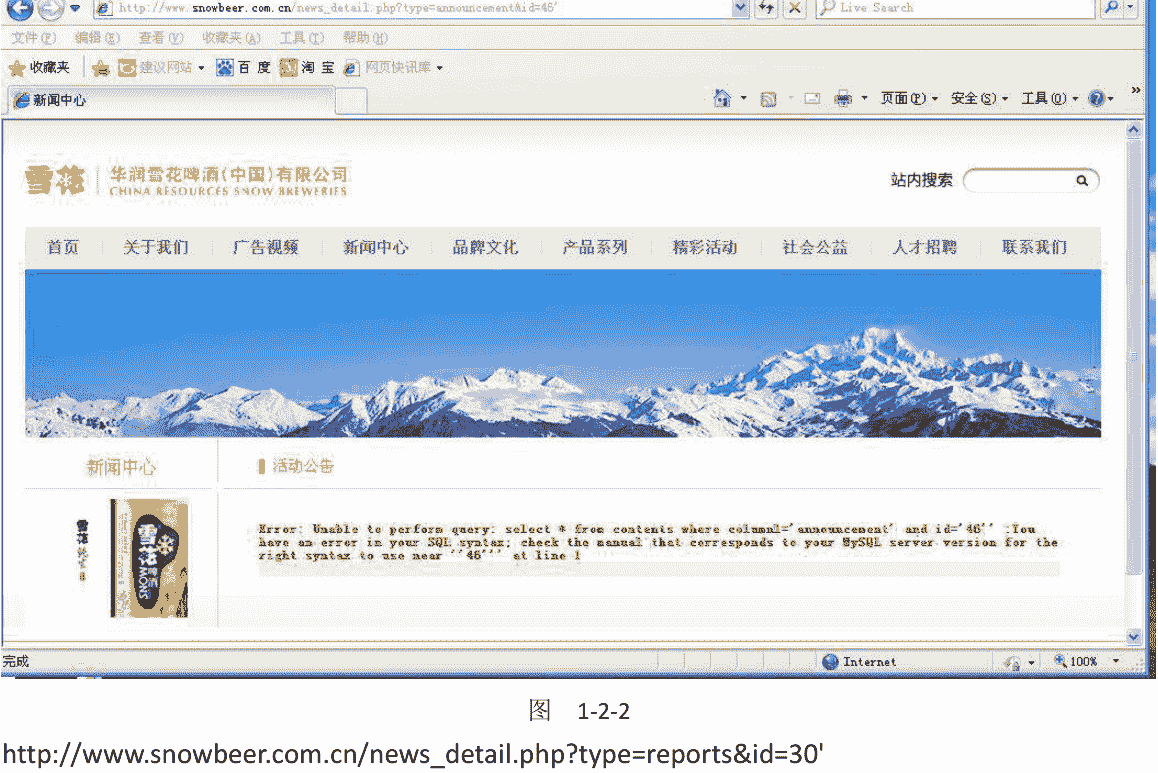 http://www.snowbeer.com.cn/news_detail.php?type=announcement&id=46'
Live Search
文件(F) 编辑(E) 查看(V) 收藏夹(A) 工具(T) 帮助(H)
收藏夹 建议网站 百度 淘宝 网页快讯库
新闻中心 页面(P) 安全(S) 工具(O) »
雪花 华润雪花啤酒(中国)有限公司
CHINA RESOURCES SNOW BREWERIES
站内搜索
首页 关于我们 广告视频 新闻中心 品牌文化 产品系列 精彩活动 社会公益 人才招聘 联系我们
新闻中心 活动公告
雪花
雪花啤酒
SNOW
Error: Unable to perform query: select * from contents where column1='announcement' and id='46'' :You
have an error in your SQL syntax; check the manual that corresponds to your MySQL server version for the
right syntax to use near ''46''' at line 1
完成 Internet 100%
图 1-2-2
http://www.snowbeer.com.cn/news_detail.php?type=reports&id=30'